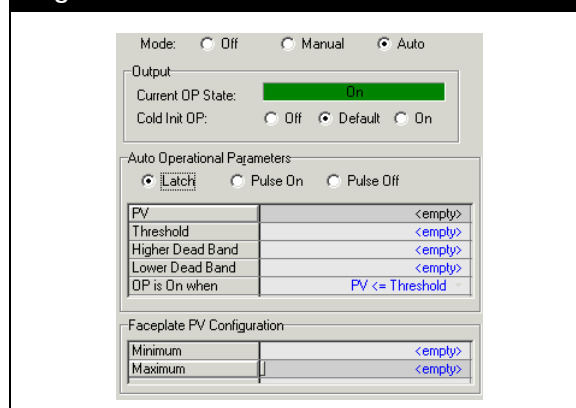 Mode: Off Manual Auto
Output
Current OP State: On
Cold Init OP: Off Default On
Auto Operational Parameters
Latch Pulse On Pulse Off
PV <empty>
Threshold <empty>
Higher Dead Band <empty>
Lower Dead Band <empty>
OP is On when PV <= Threshold
Faceplate PV Configuration
Minimum <empty>
Maximum <empty>